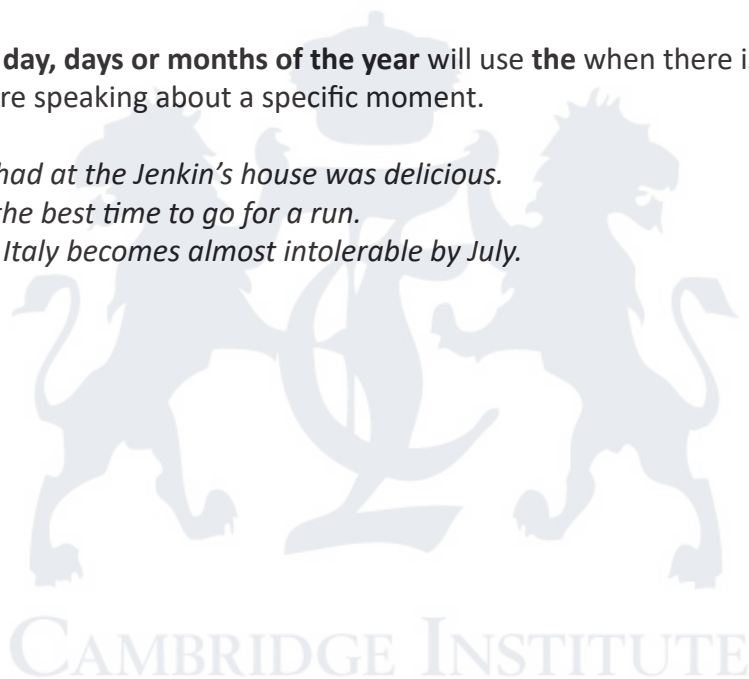 day, days or months of the year will use the when there i
re speaking about a specific moment.
had at the Jenkin’s house was delicious.
the best time to go for a run.
Italy becomes almost intolerable by July.
CAMBRIDGE INSTITUTE